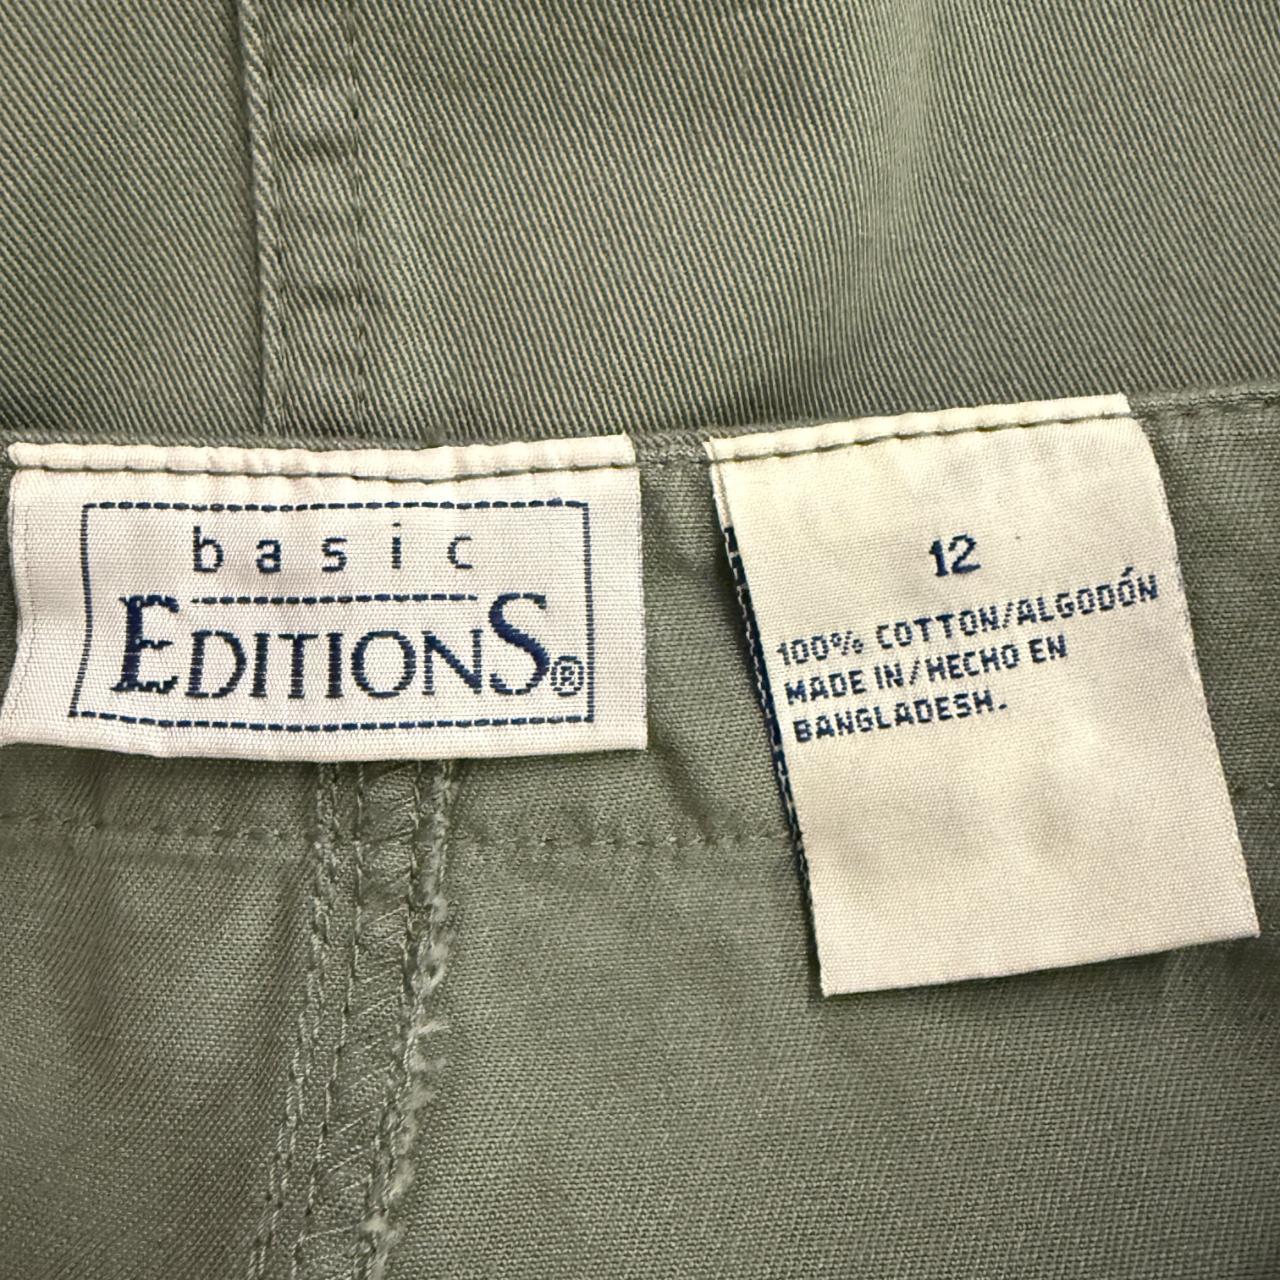 basic
EDITIONS®
12
100% COTTON/ALGODÓN
MADE IN/HECHO EN
BANGLADESH.